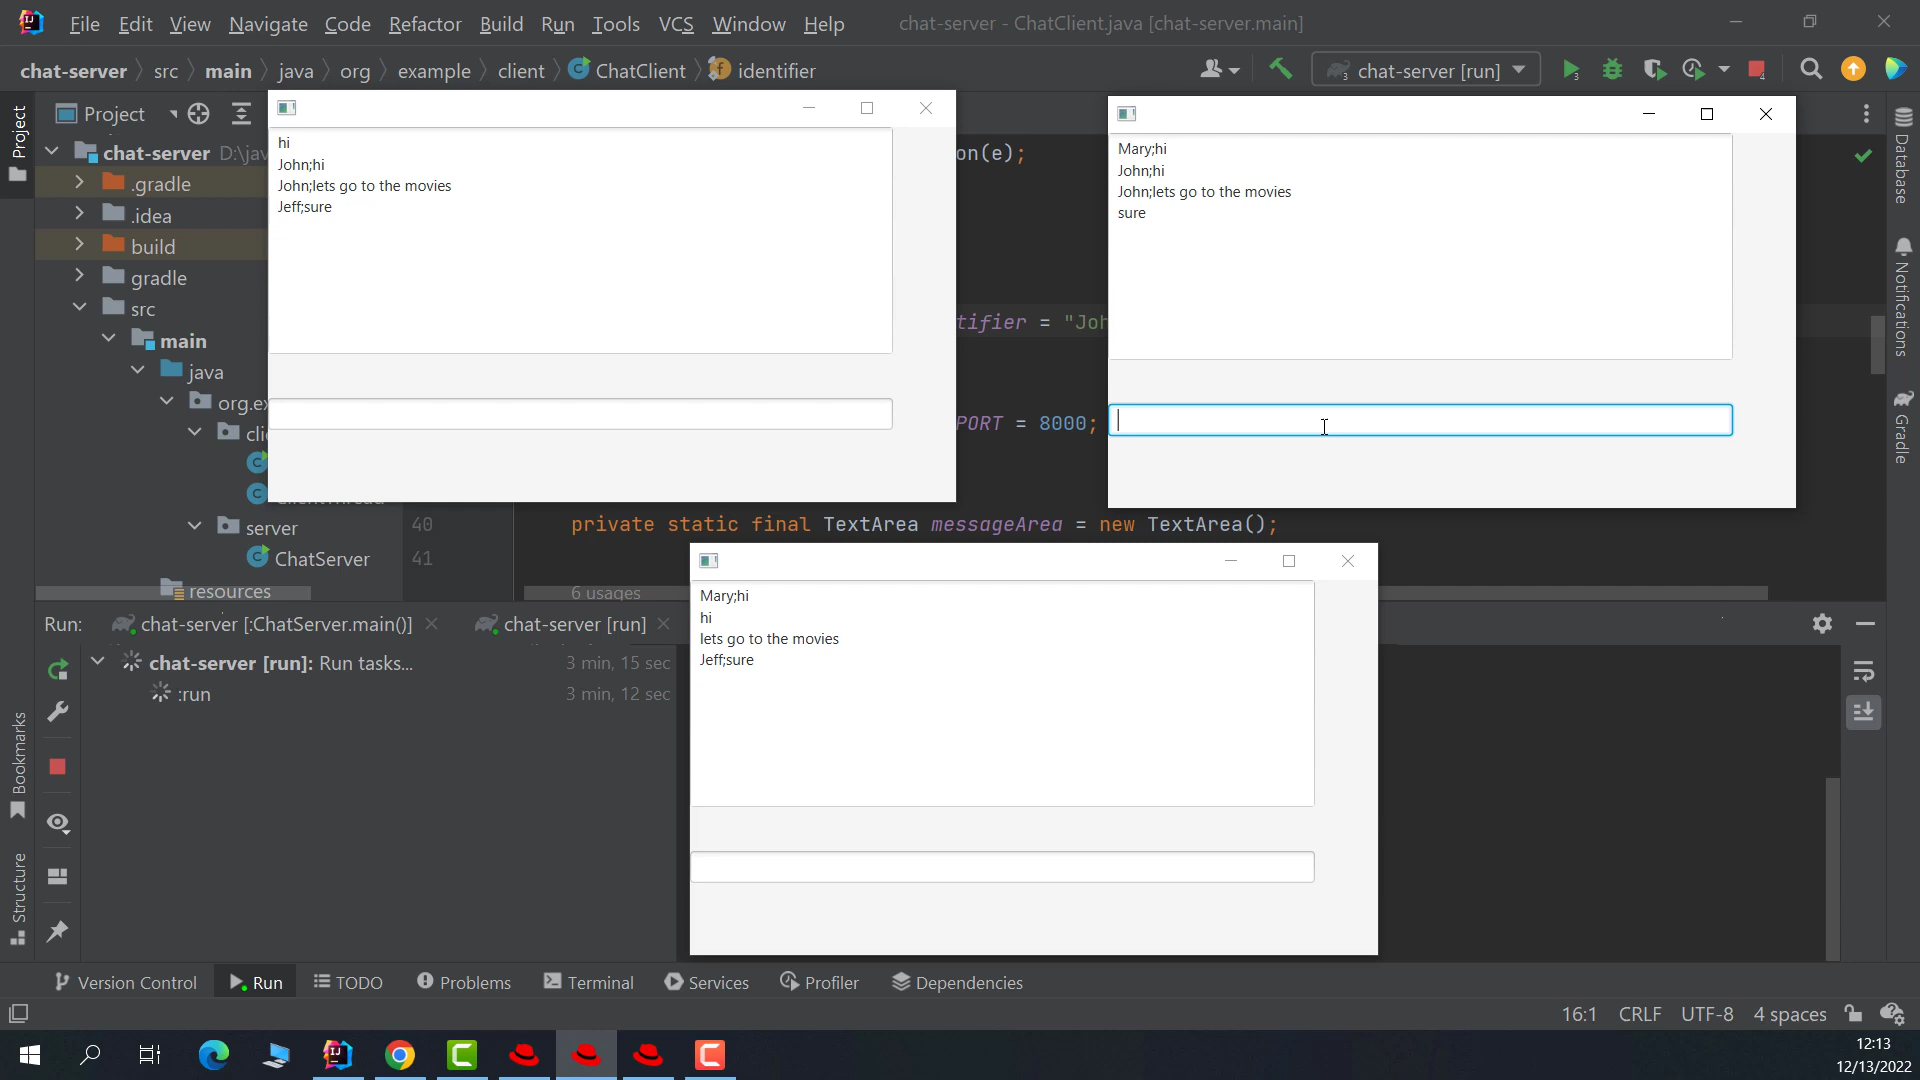 File Edit View Navigate Code Refactor Build Run Tools VCS Window Help chat-server - ChatClient.java [chat-server.main]
chat-server src main java org example client ChatClient identifier chat-server [run]
Project
Project
chat-server D:\jav
.gradle
.idea
build
gradle
src
main
java
org.ex
clie
server
ChatServer
resources
hi
John;hi
John;lets go to the movies
Jeff;sure
on(e);
tifier = "Joh
PORT = 8000;
40 private static final TextArea messageArea = new TextArea();
41
6 usages
Mary;hi
John;hi
John;lets go to the movies
sure
Mary;hi
hi
lets go to the movies
Jeff;sure
Database
Notifications
Gradle
Run: chat-server [:ChatServer.main()] chat-server [run]
chat-server [run]: Run tasks... 3 min, 15 sec
:run 3 min, 12 sec
Bookmarks
Structure
Version Control Run TODO Problems Terminal Services Profiler Dependencies
16:1 CRLF UTF-8 4 spaces
12:13
12/13/2022